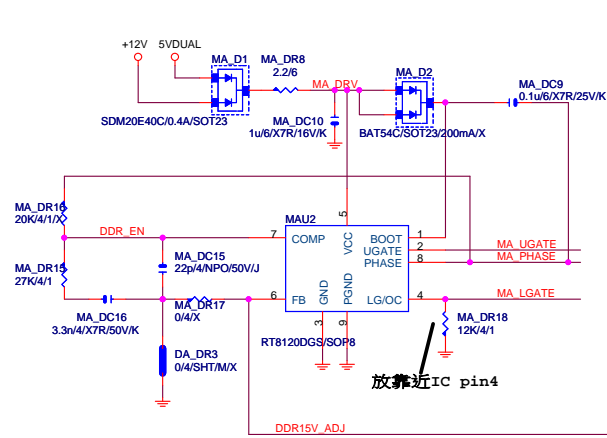 +12V
5VDUAL
MA_D1
MA_DR8
2.2/6
MA_DRV
MA_D2
MA_DC9
0.1u/6/X7R/25V/K
SDM20E40C/0.4A/SOT23
MA_DC10
1u/6/X7R/16V/K
BAT54C/SOT23/200mA/X
MA_DR16
20K/4/1/X
DDR_EN
MAU2
5
7
COMP
VCC
BOOT
1
UGATE
2
MA_UGATE
PHASE
8
MA_PHASE
MA_DR15
27K/4/1
MA_DC15
22p/4/NPO/50V/J
6
FB
GND
PGND
LG/OC
4
MA_LGATE
MA_DC16
3.3n/4/X7R/50V/K
MA_DR17
0/4/X
3
9
MA_DR18
12K/4/1
RT8120DGS/SOP8
DA_DR3
0/4/SHT/M/X
放靠近IC pin4
DDR15V_ADJ